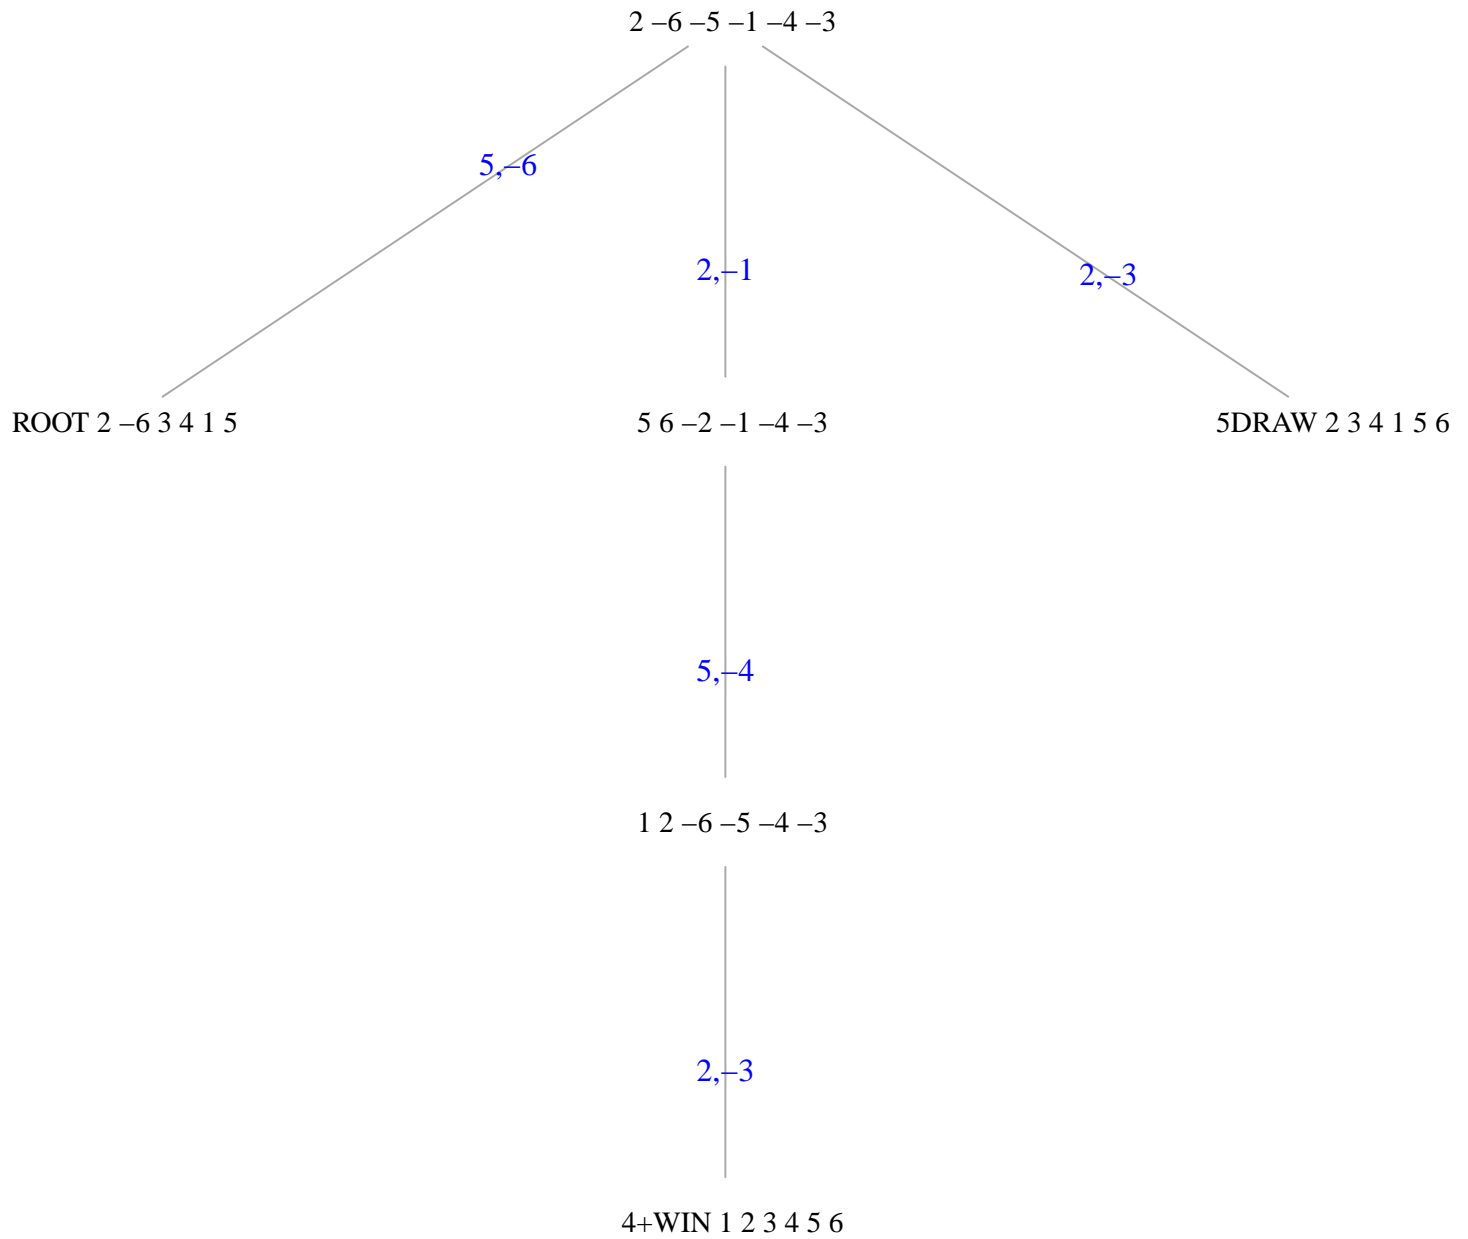 2 –6 –5 –1 –4 –3
5,–6
2,–1
2,–3
ROOT 2 –6 3 4 1 5
5 6 –2 –1 –4 –3
5DRAW 2 3 4 1 5 6
5,–4
1 2 –6 –5 –4 –3
2,–3
4+WIN 1 2 3 4 5 6